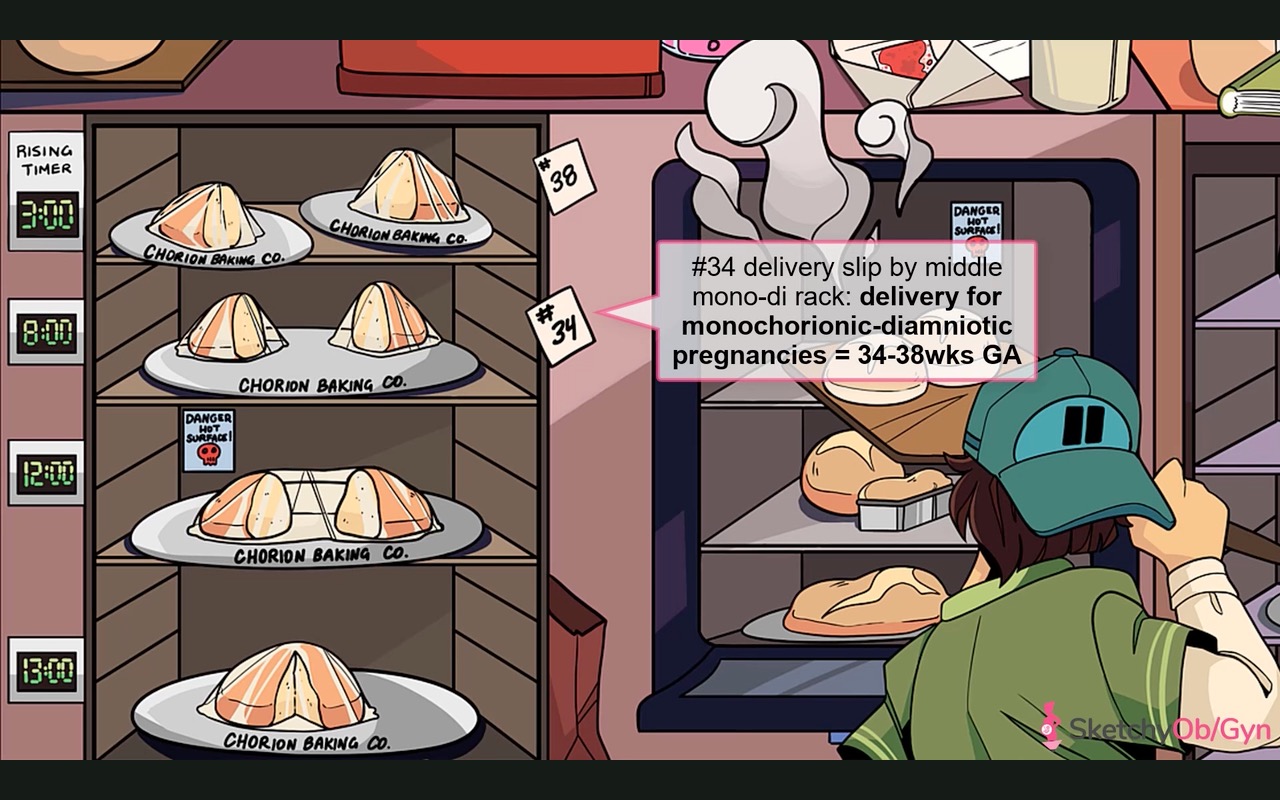 RISING
TIMER
3:00
CHORION BAKING CO.
CHORION BAKING CO.
#38
8:00
CHORION BAKING CO.
#34
DANGER
HOT
SURFACE!
#34 delivery slip by middle
mono-di rack: delivery for
monochorionic-diamniotic
pregnancies = 34-38wks GA
DANGER
HOT
SURFACE!
12:00
CHORION BAKING CO.
13:00
CHORION BAKING CO.
SketchyOb/Gyn